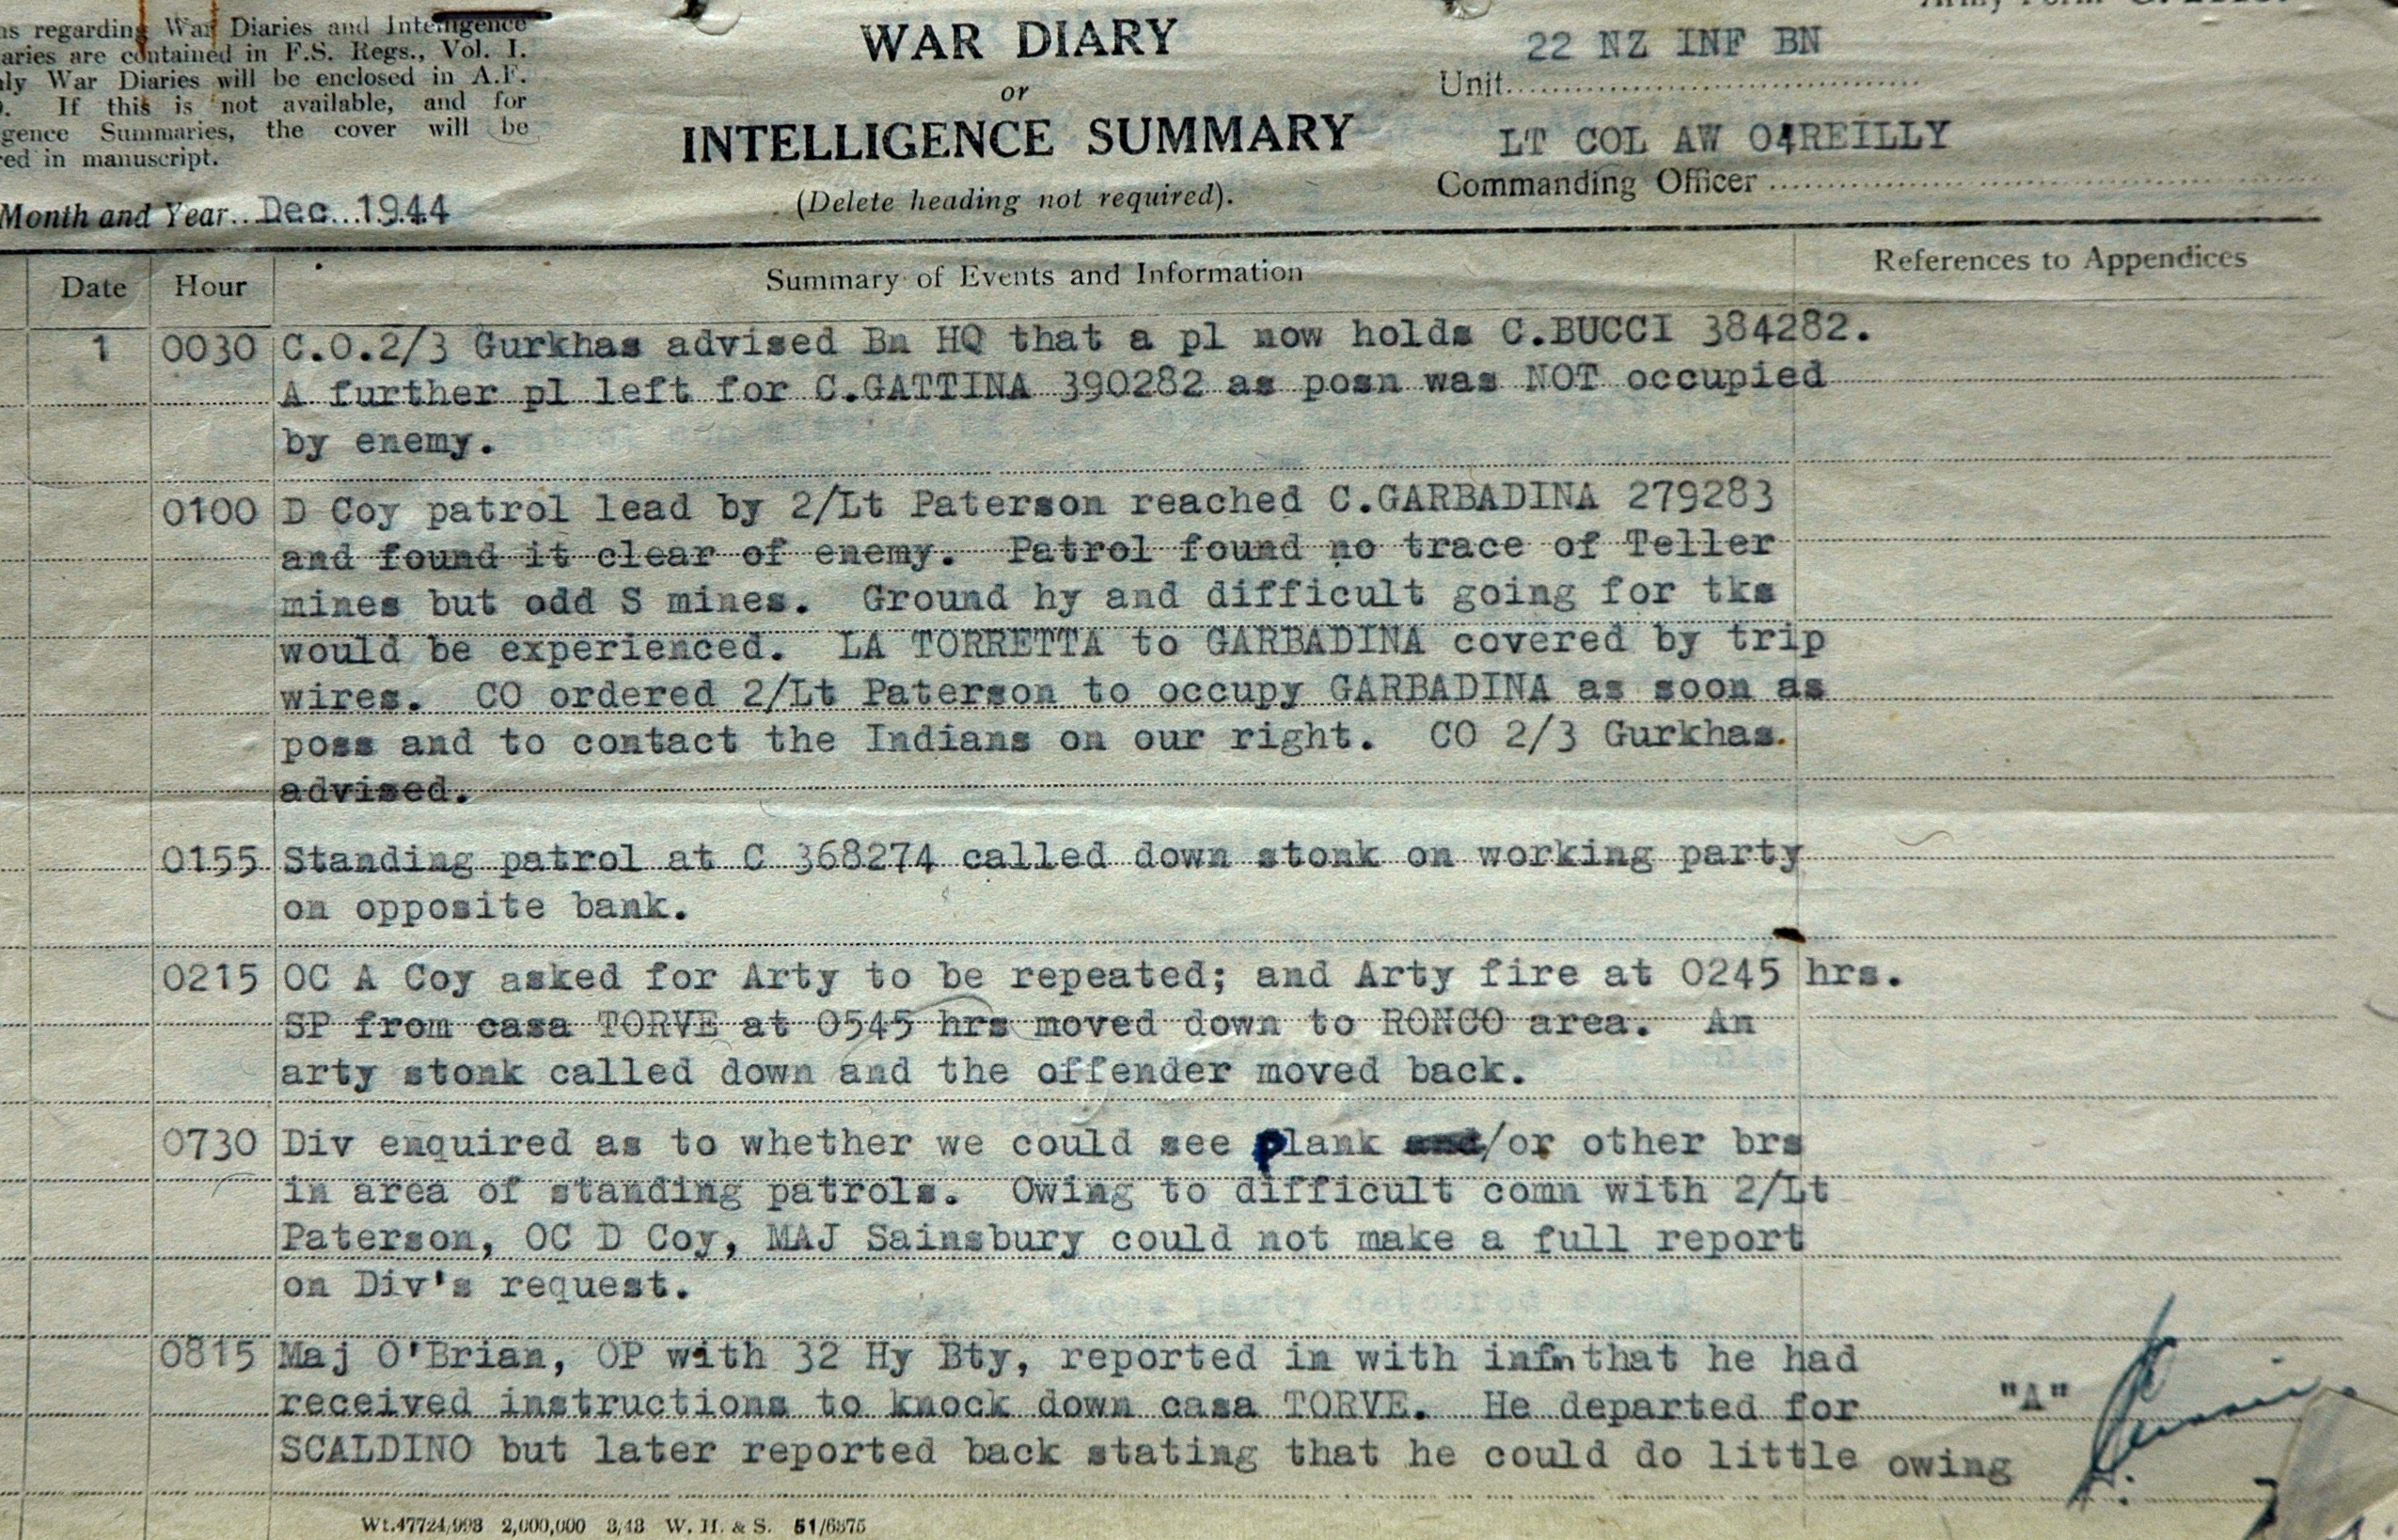 ns regarding War Diaries and Intelligence
aries are contained in F.S. Regs., Vol. I.
ly War Diaries will be enclosed in A.F.
If this is not available, and for
gence Summaries, the cover will be
ed in manuscript.
Month and Year..Dec..1944
WAR DIARY
or
INTELLIGENCE SUMMARY
(Delete heading not required).
Army Form
22 NZ INF BN
Unit
LT COL AW O4REILLY
Commanding Officer
Date Hour Summary of Events and Information References to Appendices
1 0030 C.O.2/3 Gurkhas advised Bn HQ that a pl now holds C.BUCCI 384282.
A further pl left for C.GATTINA 390282 as posn was NOT occupied
by enemy.
0100 D Coy patrol lead by 2/Lt Paterson reached C.GARBADINA 279283
and found it clear of enemy. Patrol found no trace of Teller
mines but odd S mines. Ground hy and difficult going for tks
would be experienced. LA TORRETTA to GARBADINA covered by trip
wires. CO ordered 2/Lt Paterson to occupy GARBADINA as soon as
poss and to contact the Indians on our right. CO 2/3 Gurkhas.
advised.
0155 Standing patrol at C 368274 called down stonk on working party
on opposite bank.
0215 OC A Coy asked for Arty to be repeated; and Arty fire at 0245 hrs.
SP from casa TORVE at 0545 hrs moved down to RONCO area. An
arty stonk called down and the offender moved back.
0730 Div enquired as to whether we could see plank and/or other brs
in area of standing patrols. Owing to difficult comn with 2/Lt
Paterson, OC D Coy, MAJ Sainsbury could not make a full report
on Div's request.
0815 Maj O'Brian, OP with 32 Hy Bty, reported in with infn that he had
received instructions to knock down casa TORVE. He departed for "A"
SCALDINO but later reported back stating that he could do little owing
Wt.47724/993 2,000,000 3/43 W. H. & S. 51/6375